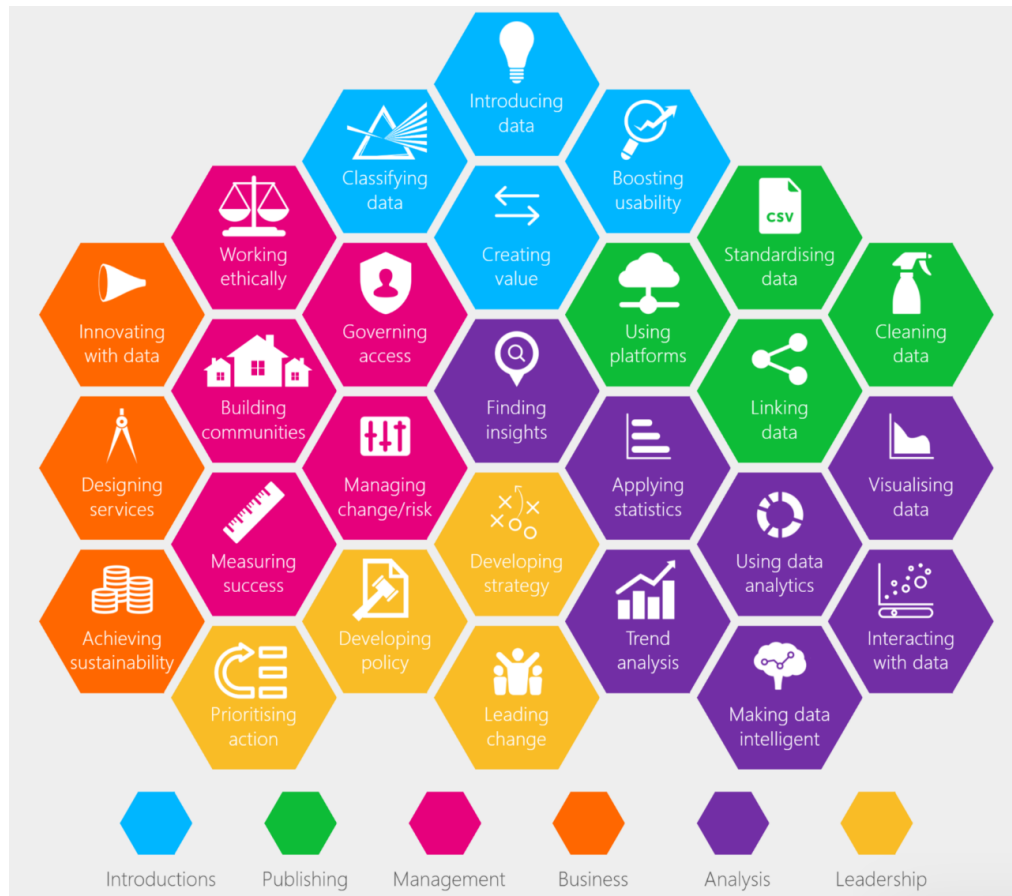 Introducing
data
Classifying
data
Boosting
usability
Working
ethically
Creating
value
CSV
Standardising
data
Innovating
with data
Governing
access
Using
platforms
Cleaning
data
Building
communities
Finding
insights
Linking
data
Designing
services
Managing
change/risk
Applying
statistics
Visualising
data
Measuring
success
Developing
strategy
Using data
analytics
Achieving
sustainability
Developing
policy
Trend
analysis
Interacting
with data
Prioritising
action
Leading
change
Making data
intelligent
Introductions
Publishing
Management
Business
Analysis
Leadership